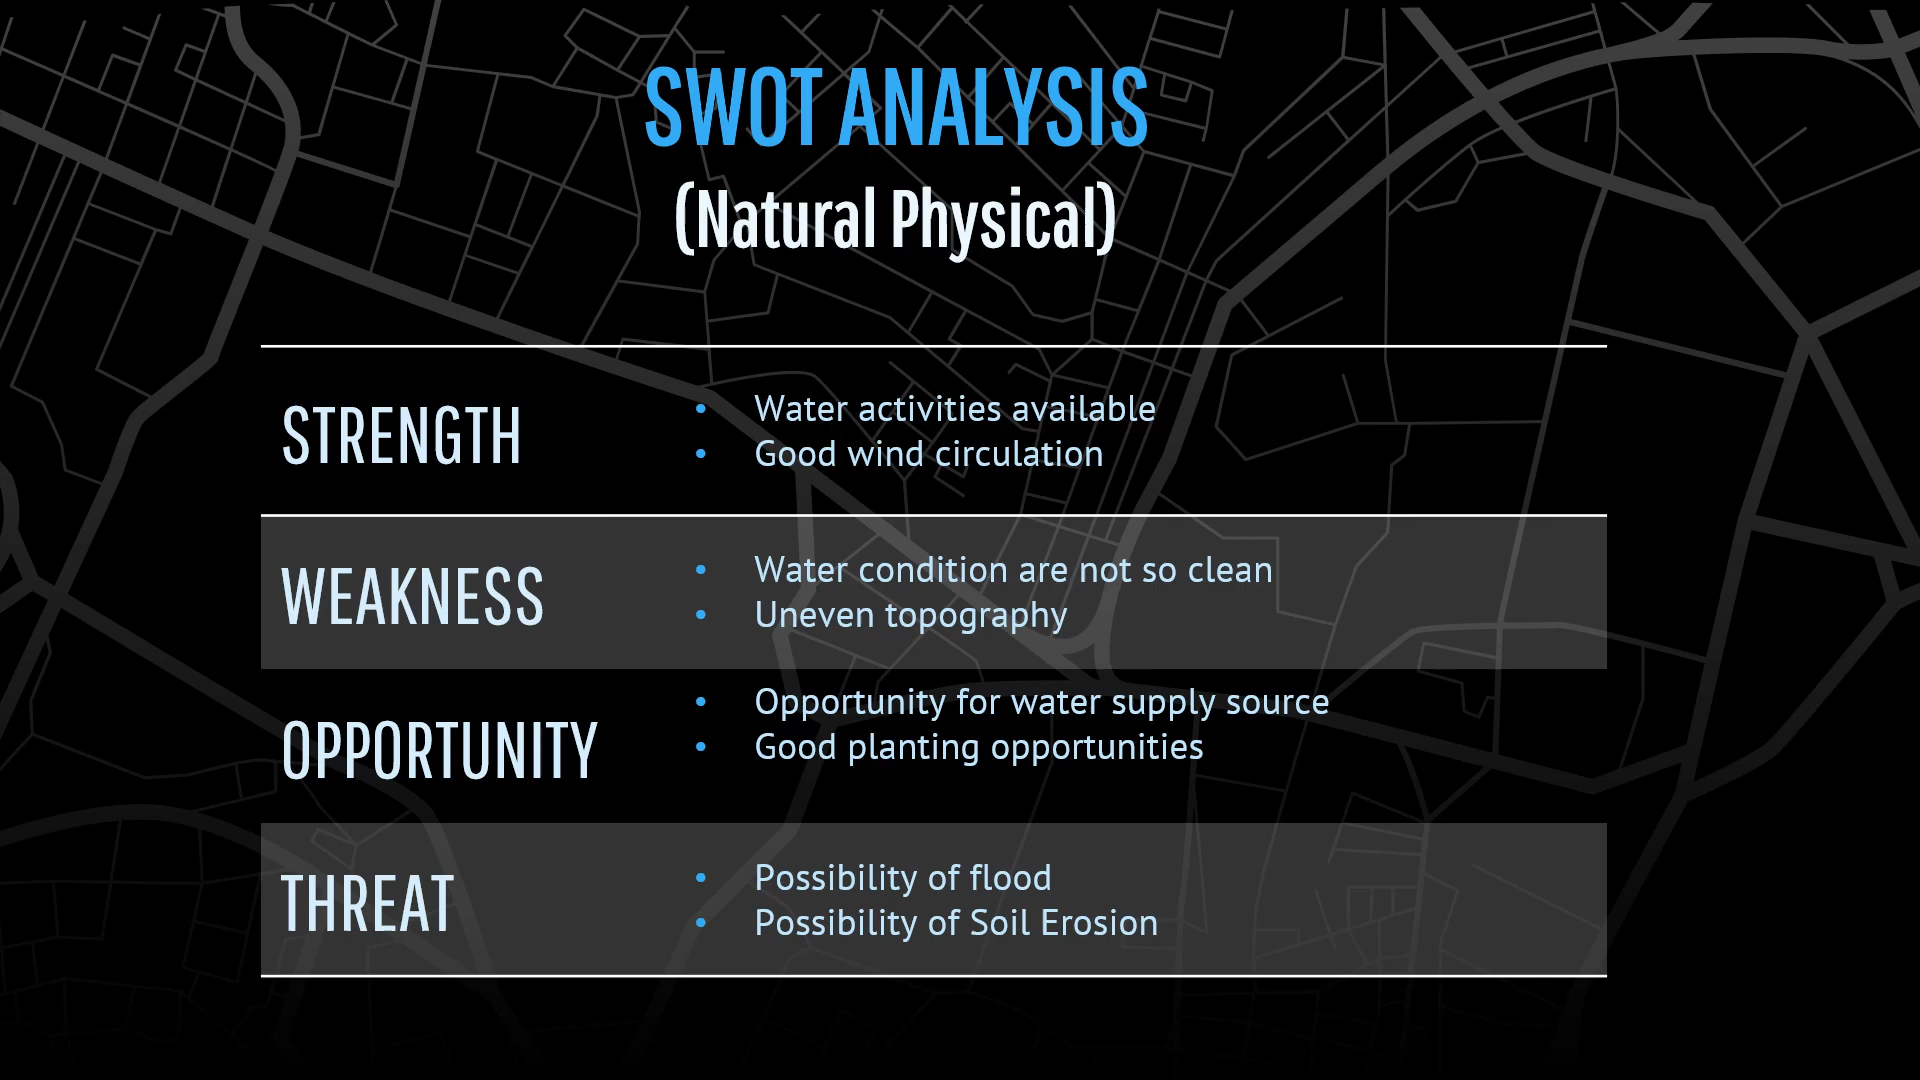 SWOT ANALYSIS
(Natural Physical)
STRENGTH
• Water activities available
• Good wind circulation
WEAKNESS
• Water condition are not so clean
• Uneven topography
OPPORTUNITY
• Opportunity for water supply source
• Good planting opportunities
THREAT
• Possibility of flood
• Possibility of Soil Erosion